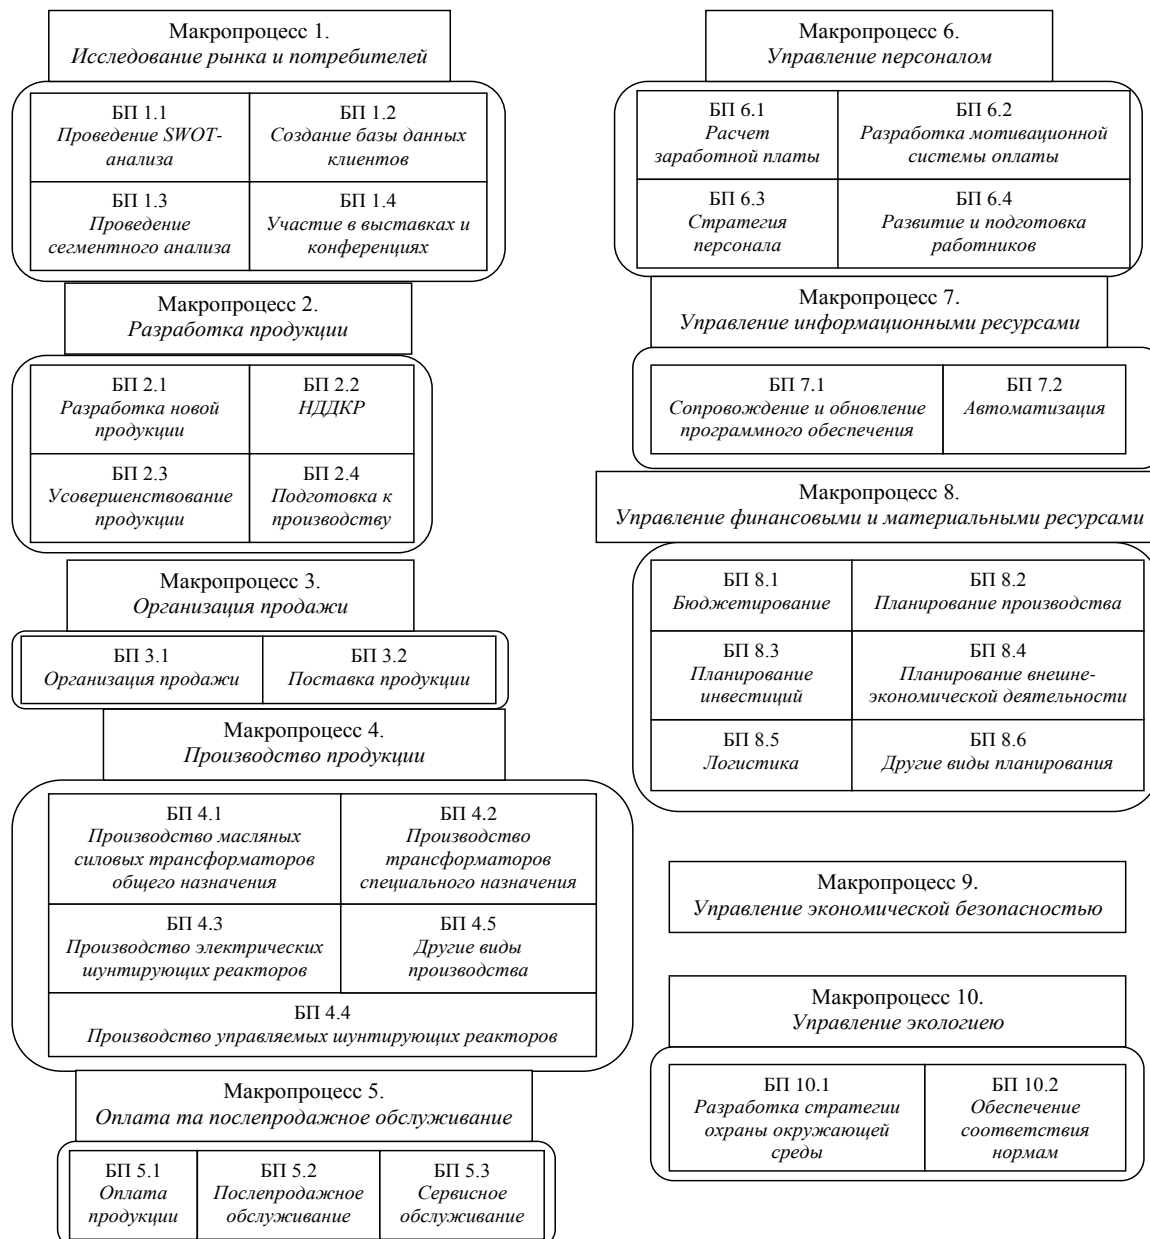 Макропроцесс 1.
Исследование рынка и потребителей
БП 1.1
Проведение SWOT-
анализа
БП 1.2
Создание базы данных
клиентов
БП 1.3
Проведение
сегментного анализа
БП 1.4
Участие в выставках и
конференциях
Макропроцесс 2.
Разработка продукции
БП 2.1
Разработка новой
продукции
БП 2.2
НДДКР
БП 2.3
Усовершенствование
продукции
БП 2.4
Подготовка к
производству
Макропроцесс 3.
Организация продажи
БП 3.1
Организация продажи
БП 3.2
Поставка продукции
Макропроцесс 4.
Производство продукции
БП 4.1
Производство масляных
силовых трансформаторов
общего назначения
БП 4.2
Производство
трансформаторов
специального назначения
БП 4.3
Производство электрических
шунтирующих реакторов
БП 4.5
Другие виды
производства
БП 4.4
Производство управляемых шунтирующих реакторов
Макропроцесс 5.
Оплата та послепродажное обслуживание
БП 5.1
Оплата
продукции
БП 5.2
Послепродажное
обслуживание
БП 5.3
Сервисное
обслуживание
Макропроцесс 6.
Управление персоналом
БП 6.1
Расчет
заработной платы
БП 6.2
Разработка мотивационной
системы оплаты
БП 6.3
Стратегия
персонала
БП 6.4
Развитие и подготовка
работников
Макропроцесс 7.
Управление информационными ресурсами
БП 7.1
Сопровождение и обновление
программного обеспечения
БП 7.2
Автоматизация
Макропроцесс 8.
Управление финансовыми и материальными ресурсами
БП 8.1
Бюджетирование
БП 8.2
Планирование производства
БП 8.3
Планирование
инвестиций
БП 8.4
Планирование внешне-
экономической деятельности
БП 8.5
Логистика
БП 8.6
Другие виды планирования
Макропроцесс 9.
Управление экономической безопасностью
Макропроцесс 10.
Управление экологиею
БП 10.1
Разработка стратегии
охраны окружающей
среды
БП 10.2
Обеспечение
соответствия
нормам